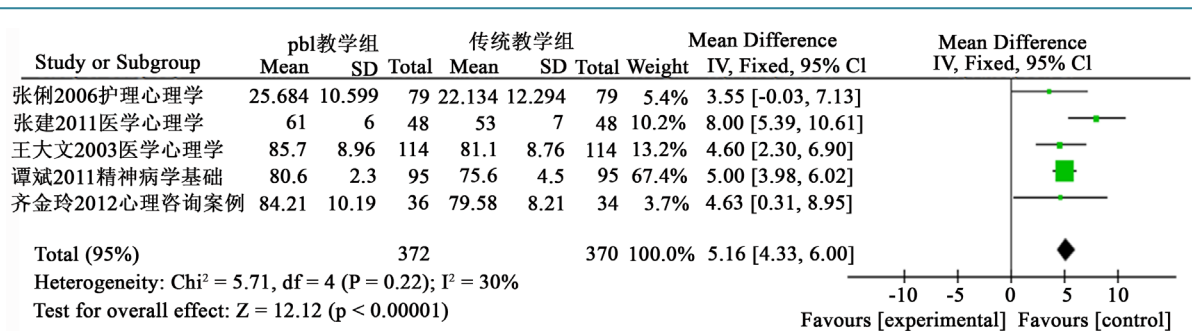 pbl教学组 传统教学组 Mean Difference Mean Difference
Study or Subgroup Mean SD Total Mean SD Total Weight IV, Fixed, 95% Cl IV, Fixed, 95% Cl
张俐2006护理心理学 25.684 10.599 79 22.134 12.294 79 5.4% 3.55 [-0.03, 7.13]
张建2011医学心理学 61 6 48 53 7 48 10.2% 8.00 [5.39, 10.61]
王大文2003医学心理学 85.7 8.96 114 81.1 8.76 114 13.2% 4.60 [2.30, 6.90]
谭斌2011精神病学基础 80.6 2.3 95 75.6 4.5 95 67.4% 5.00 [3.98, 6.02]
齐金玲2012心理咨询案例 84.21 10.19 36 79.58 8.21 34 3.7% 4.63 [0.31, 8.95]
Total (95%) 372 370 100.0% 5.16 [4.33, 6.00]
Heterogeneity: Chi² = 5.71, df = 4 (P = 0.22); I² = 30%
Test for overall effect: Z = 12.12 (p < 0.00001)
-10 -5 0 5 10
Favours [experimental] Favours [control]